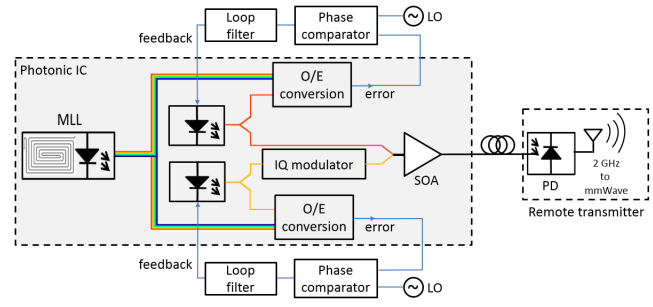 Loop
filter
Phase
comparator
LO
feedback
Photonic IC
O/E
conversion
error
MLL
IQ modulator
SOA
PD
2 GHz
to
mmWave
Remote transmitter
O/E
conversion
error
feedback
Loop
filter
Phase
comparator
LO